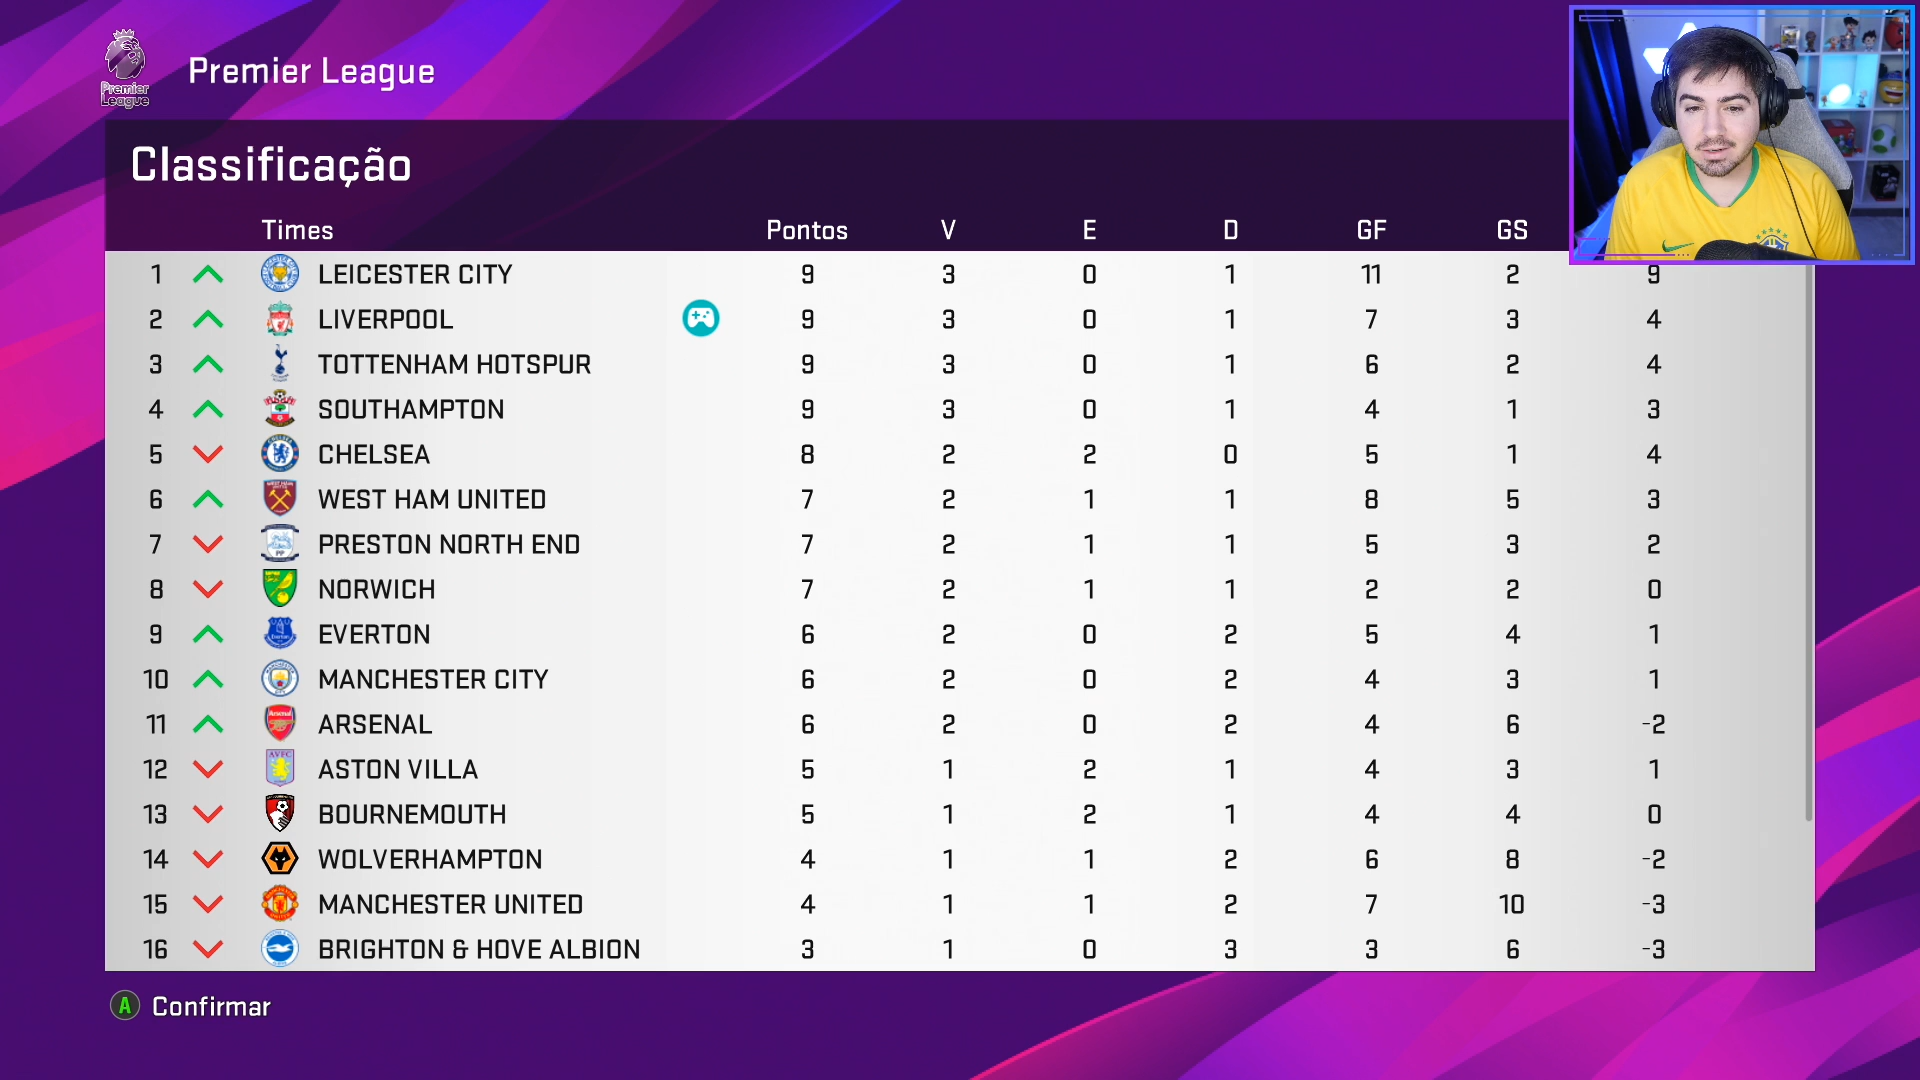 Premier League
Premier
League
Classificação
Times Pontos V E D GF GS
1 LEICESTER CITY 9 3 0 1 11 2 9
2 LIVERPOOL 9 3 0 1 7 3 4
3 TOTTENHAM HOTSPUR 9 3 0 1 6 2 4
4 SOUTHAMPTON 9 3 0 1 4 1 3
5 CHELSEA 8 2 2 0 5 1 4
6 WEST HAM UNITED 7 2 1 1 8 5 3
7 PRESTON NORTH END 7 2 1 1 5 3 2
8 NORWICH 7 2 1 1 2 2 0
9 EVERTON 6 2 0 2 5 4 1
10 MANCHESTER CITY 6 2 0 2 4 3 1
11 ARSENAL 6 2 0 2 4 6 -2
12 ASTON VILLA 5 1 2 1 4 3 1
13 BOURNEMOUTH 5 1 2 1 4 4 0
14 WOLVERHAMPTON 4 1 1 2 6 8 -2
15 MANCHESTER UNITED 4 1 1 2 7 10 -3
16 BRIGHTON & HOVE ALBION 3 1 0 3 3 6 -3
A Confirmar